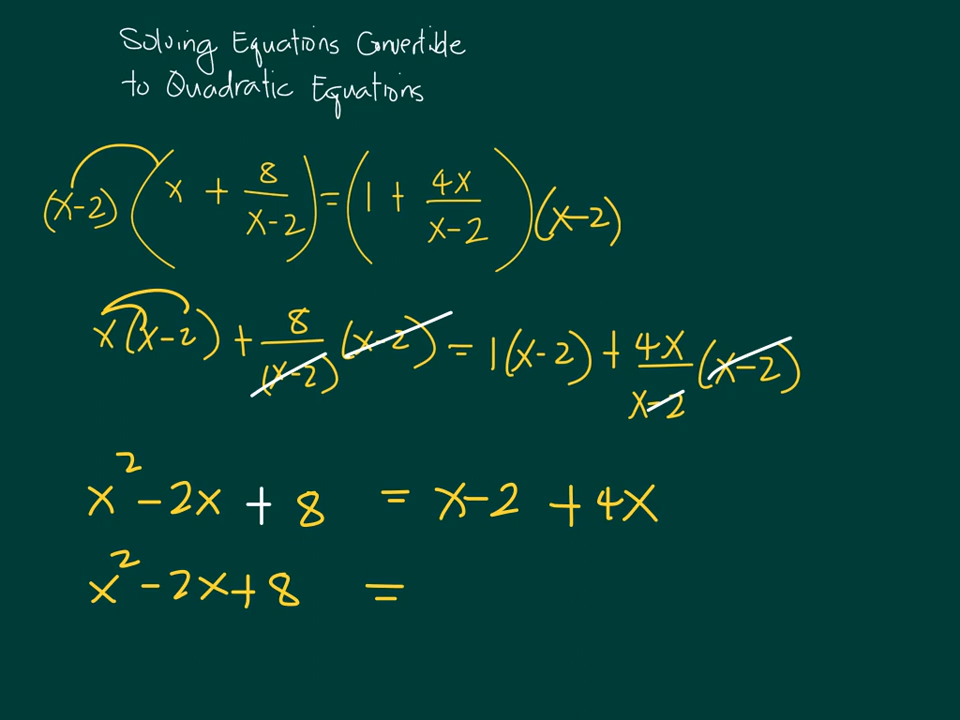 Solving Equations Convertible
to Quadratic Equations
(x-2) ( x + 8/(x-2) ) = ( 1 + 4x/(x-2) ) (x-2)
x(x-2) + 8/(x-2) (x-2) = 1(x-2) + 4x/(x-2) (x-2)
x² - 2x + 8 = x-2 + 4x
x² - 2x + 8 =